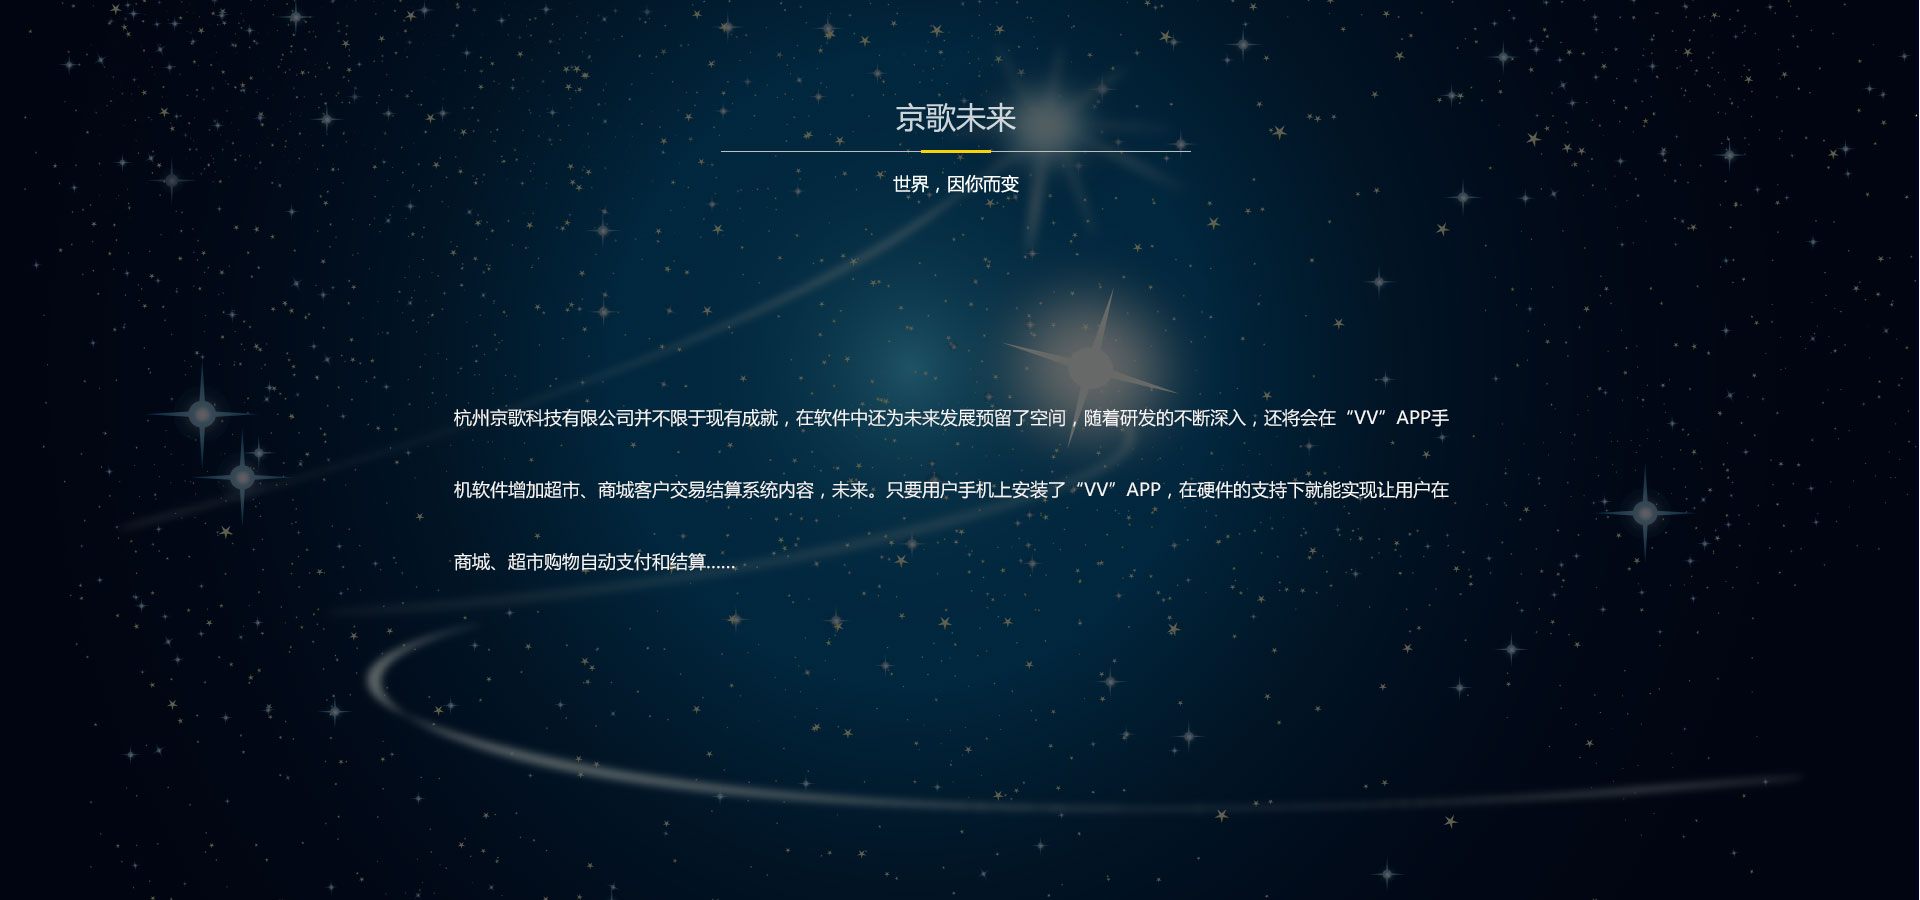 京歌未来
世界，因你而变
杭州京歌科技有限公司并不限于现有成就，在软件中还为未来发展预留了空间，随着研发的不断深入，还将会在“VV”APP手
机软件增加超市、商城客户交易结算系统内容，未来。只要用户手机上安装了“VV”APP，在硬件的支持下就能实现让用户在
商城、超市购物自动支付和结算......